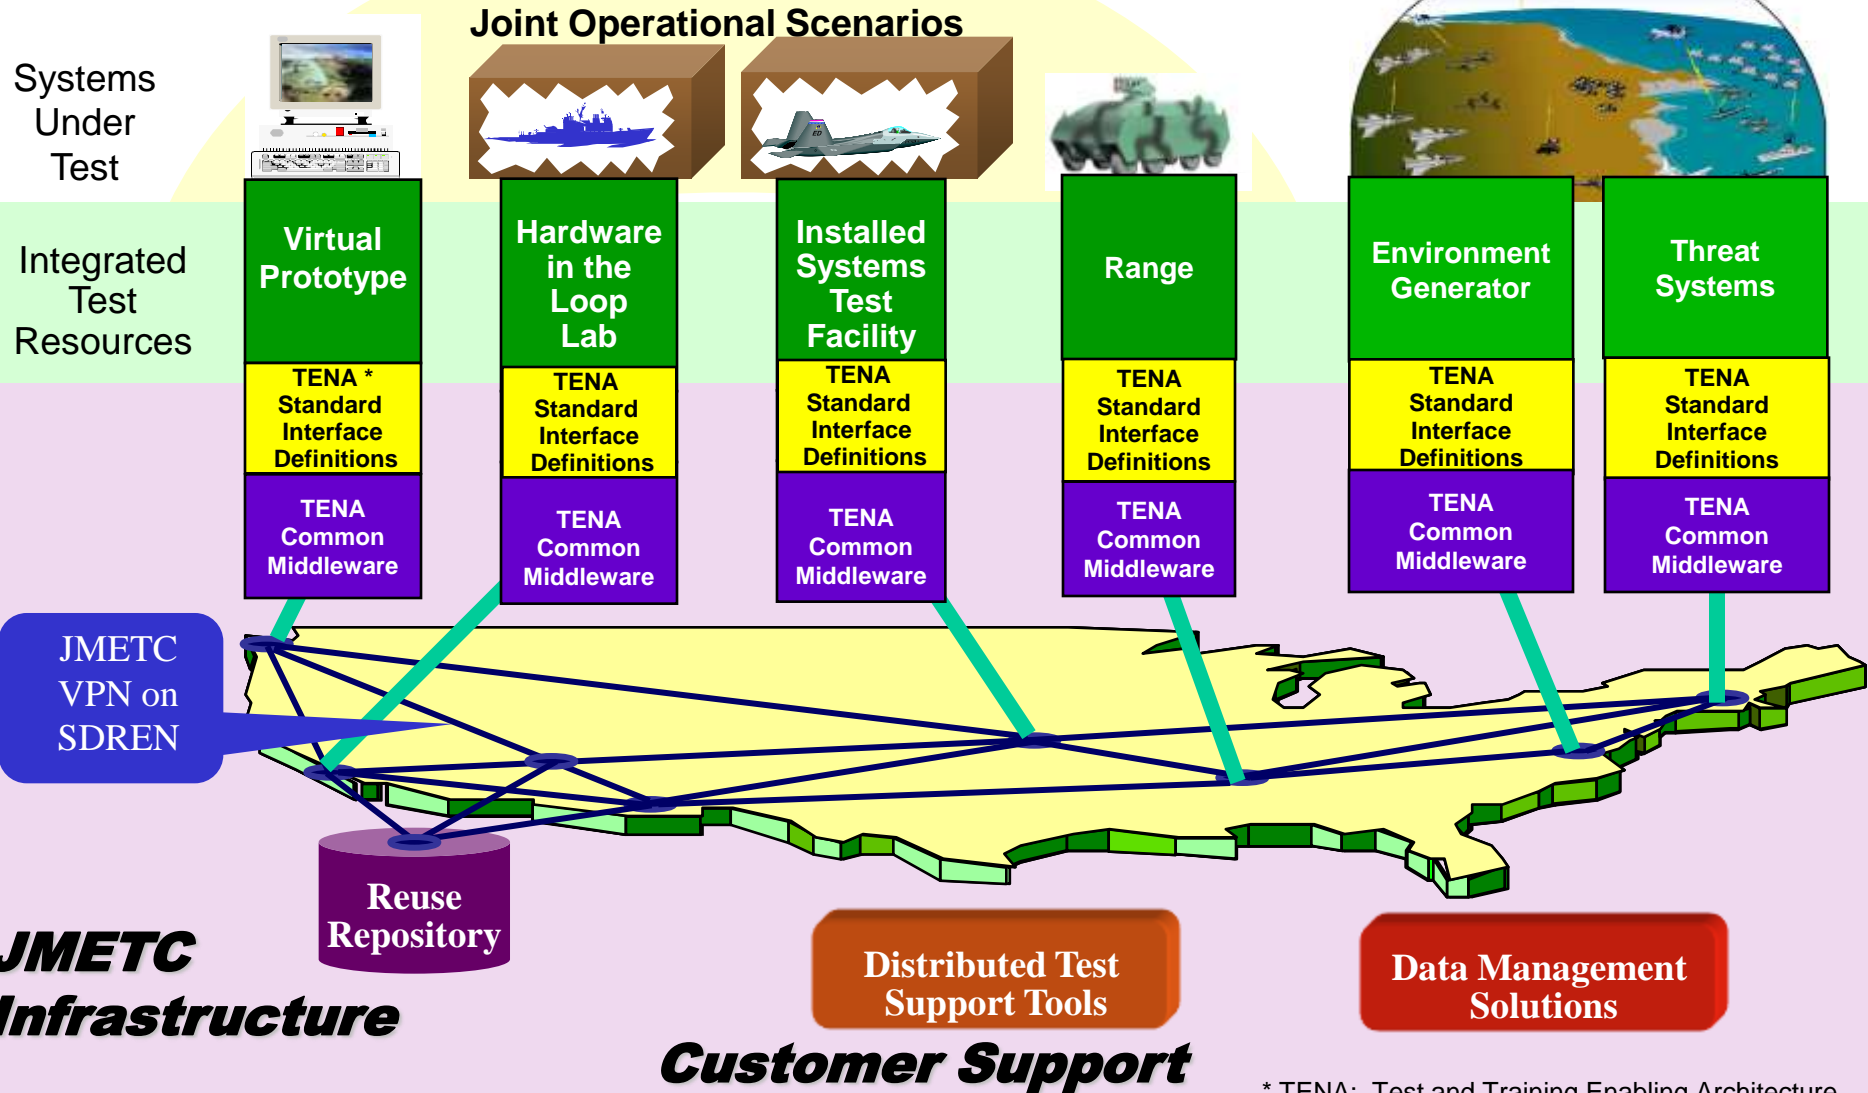 Joint Operational Scenarios
Systems
Under
Test
ED
Integrated
Test
Resources
Virtual
Prototype
Hardware
in the
Loop
Lab
Installed
Systems
Test
Facility
Range
Environment
Generator
Threat
Systems
TENA *
Standard
Interface
Definitions
TENA
Standard
Interface
Definitions
TENA
Standard
Interface
Definitions
TENA
Standard
Interface
Definitions
TENA
Standard
Interface
Definitions
TENA
Standard
Interface
Definitions
TENA
Common
Middleware
TENA
Common
Middleware
TENA
Common
Middleware
TENA
Common
Middleware
TENA
Common
Middleware
TENA
Common
Middleware
JMETC
VPN on
SDREN
Reuse
Repository
JMETC
Infrastructure
Distributed Test
Support Tools
Data Management
Solutions
Customer Support
* TENA: Test and Training Enabling Architecture